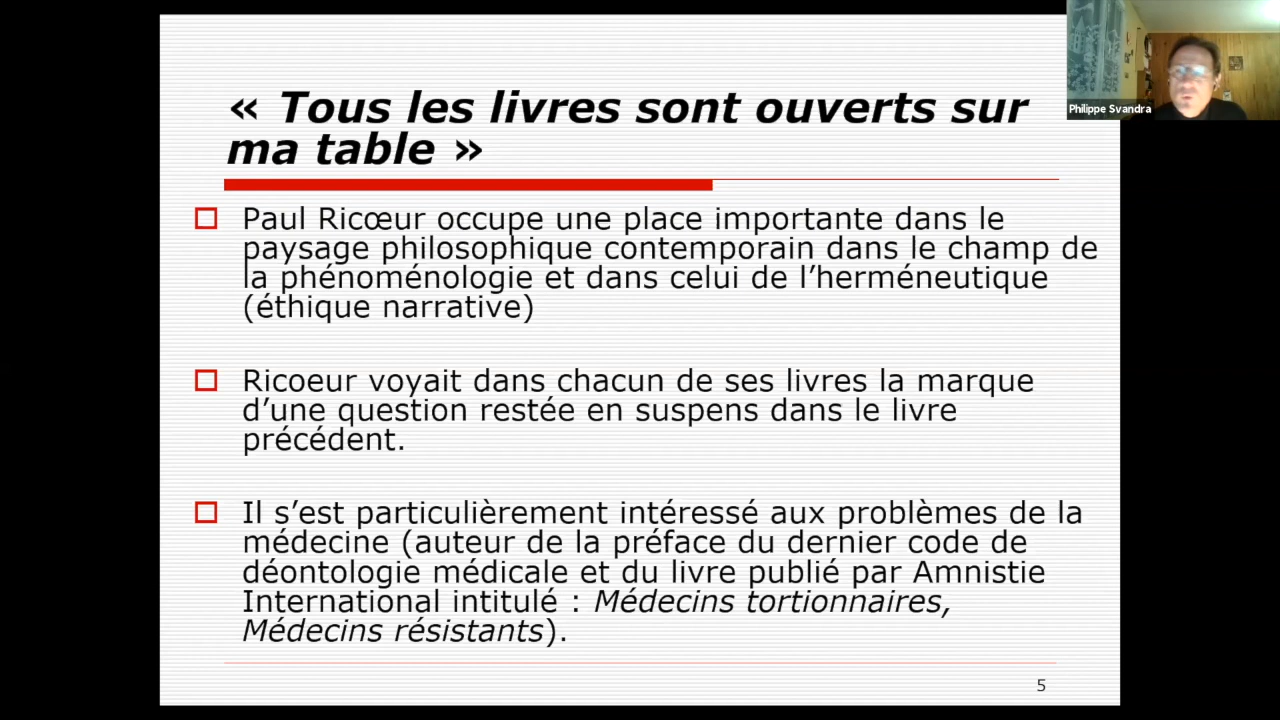 « Tous les livres sont ouverts sur
ma table »
Philippe Svandra
Paul Ricœur occupe une place importante dans le
paysage philosophique contemporain dans le champ de
la phénoménologie et dans celui de l’herméneutique
(éthique narrative)
Ricoeur voyait dans chacun de ses livres la marque
d’une question restée en suspens dans le livre
précédent.
Il s’est particulièrement intéressé aux problèmes de la
médecine (auteur de la préface du dernier code de
déontologie médicale et du livre publié par Amnistie
International intitulé : Médecins tortionnaires,
Médecins résistants).
5